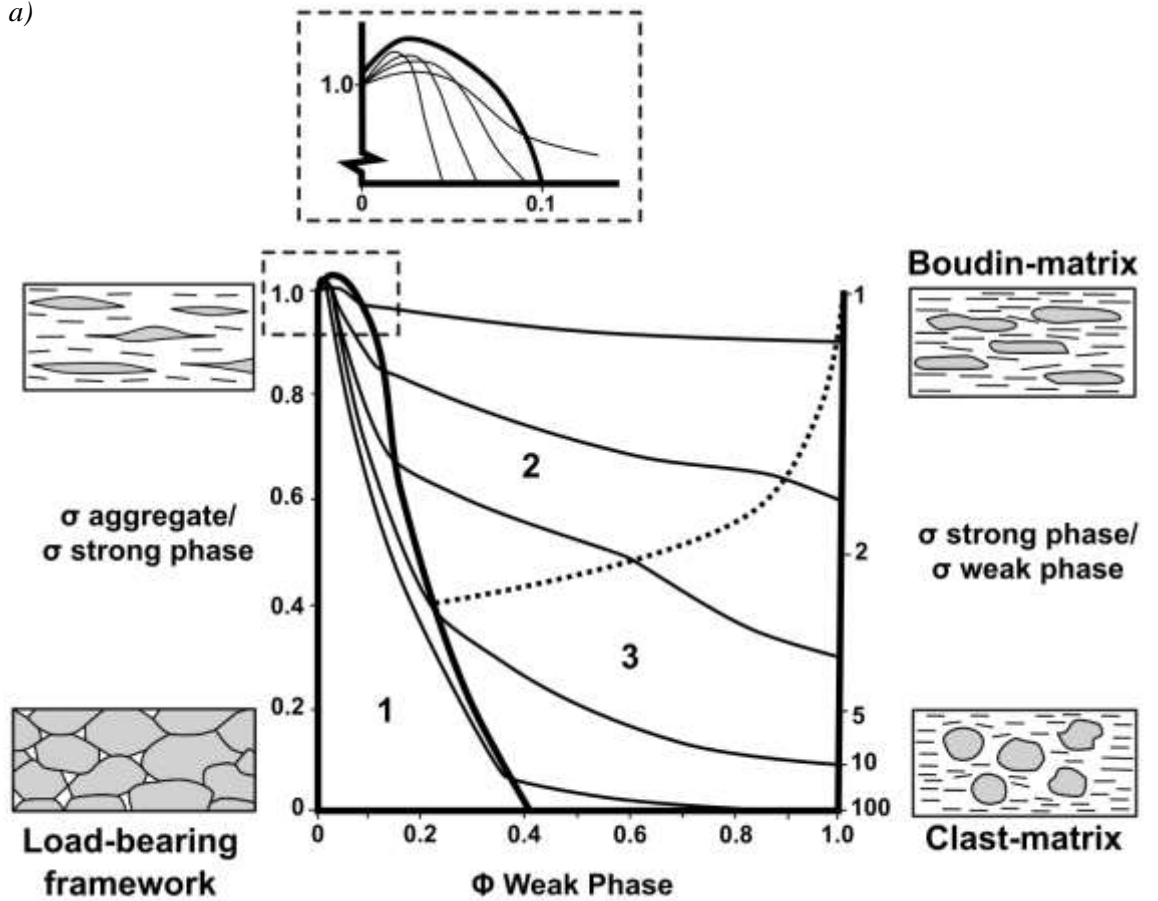 a)
1.0
0
0.1
Boudin-matrix
1.0
0.8
0.6
0.4
0.2
0
σ aggregate/
σ strong phase
1
2
3
1
2
5
10
100
σ strong phase/
σ weak phase
Load-bearing
framework
0
0.2
0.4
0.6
0.8
1.0
Φ Weak Phase
Clast-matrix